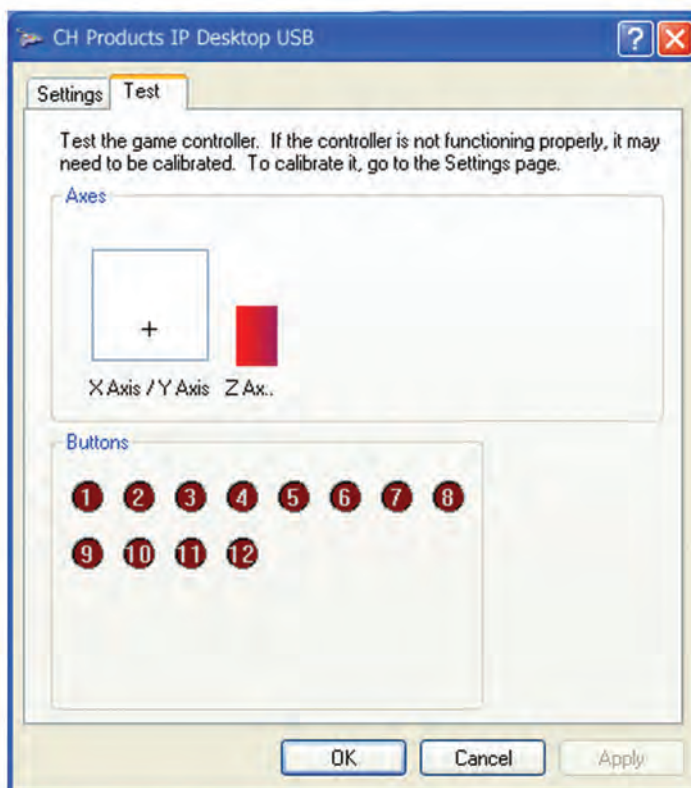 CH Products IP Desktop USB
Settings Test
Test the game controller. If the controller is not functioning properly, it may
need to be calibrated. To calibrate it, go to the Settings page.
Axes
X Axis / Y Axis Z Ax..
Buttons
1 2 3 4 5 6 7 8
9 10 11 12
OK Cancel Apply